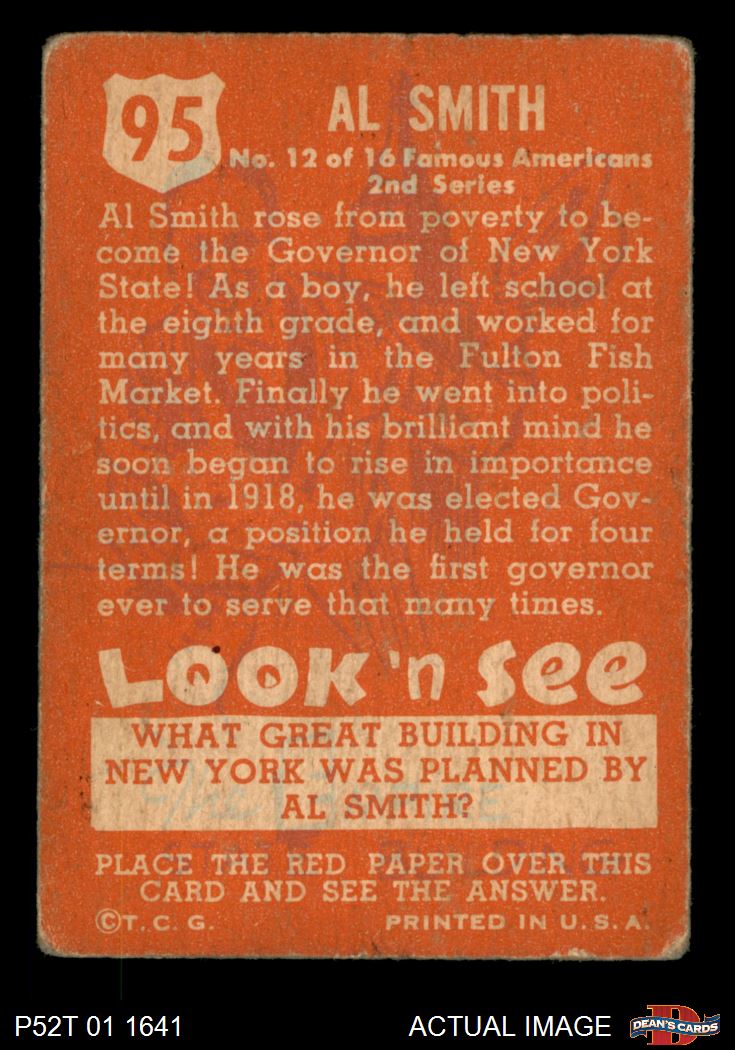 95
AL SMITH
No. 12 of 16 Famous Americans
2nd Series
Al Smith rose from poverty to be-
come the Governor of New York
State! As a boy, he left school at
the eighth grade, and worked for
many years in the Fulton Fish
Market. Finally he went into poli-
tics, and with his brilliant mind he
soon began to rise in importance
until in 1918, he was elected Gov-
ernor, a position he held for four
terms! He was the first governor
ever to serve that many times.
LOOK 'n See
WHAT GREAT BUILDING IN
NEW YORK WAS PLANNED BY
AL SMITH?
PLACE THE RED PAPER OVER THIS
CARD AND SEE THE ANSWER.
©T. C. G. PRINTED IN U. S. A.
P52T 01 1641 ACTUAL IMAGE DEAN'S CARDS